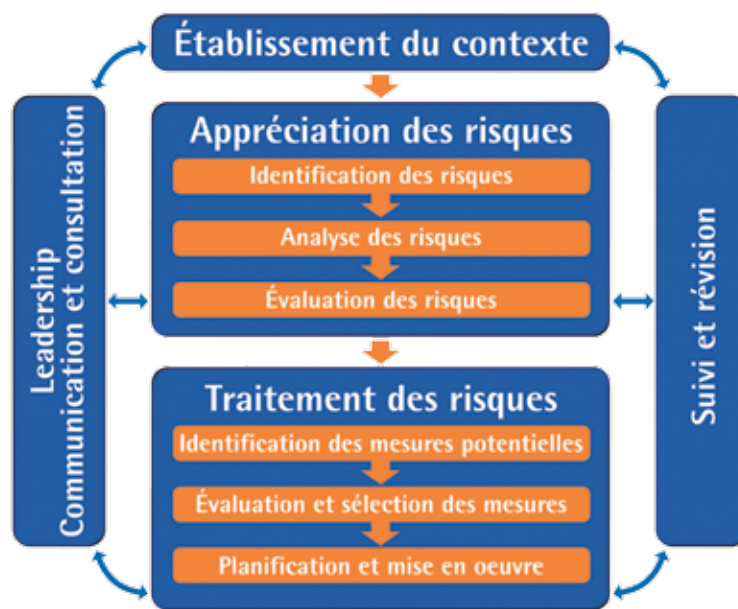 Établissement du contexte
Leadership
Communication et consultation
Appréciation des risques
Identification des risques
Analyse des risques
Évaluation des risques
Traitement des risques
Identification des mesures potentielles
Évaluation et sélection des mesures
Planification et mise en oeuvre
Suivi et révision